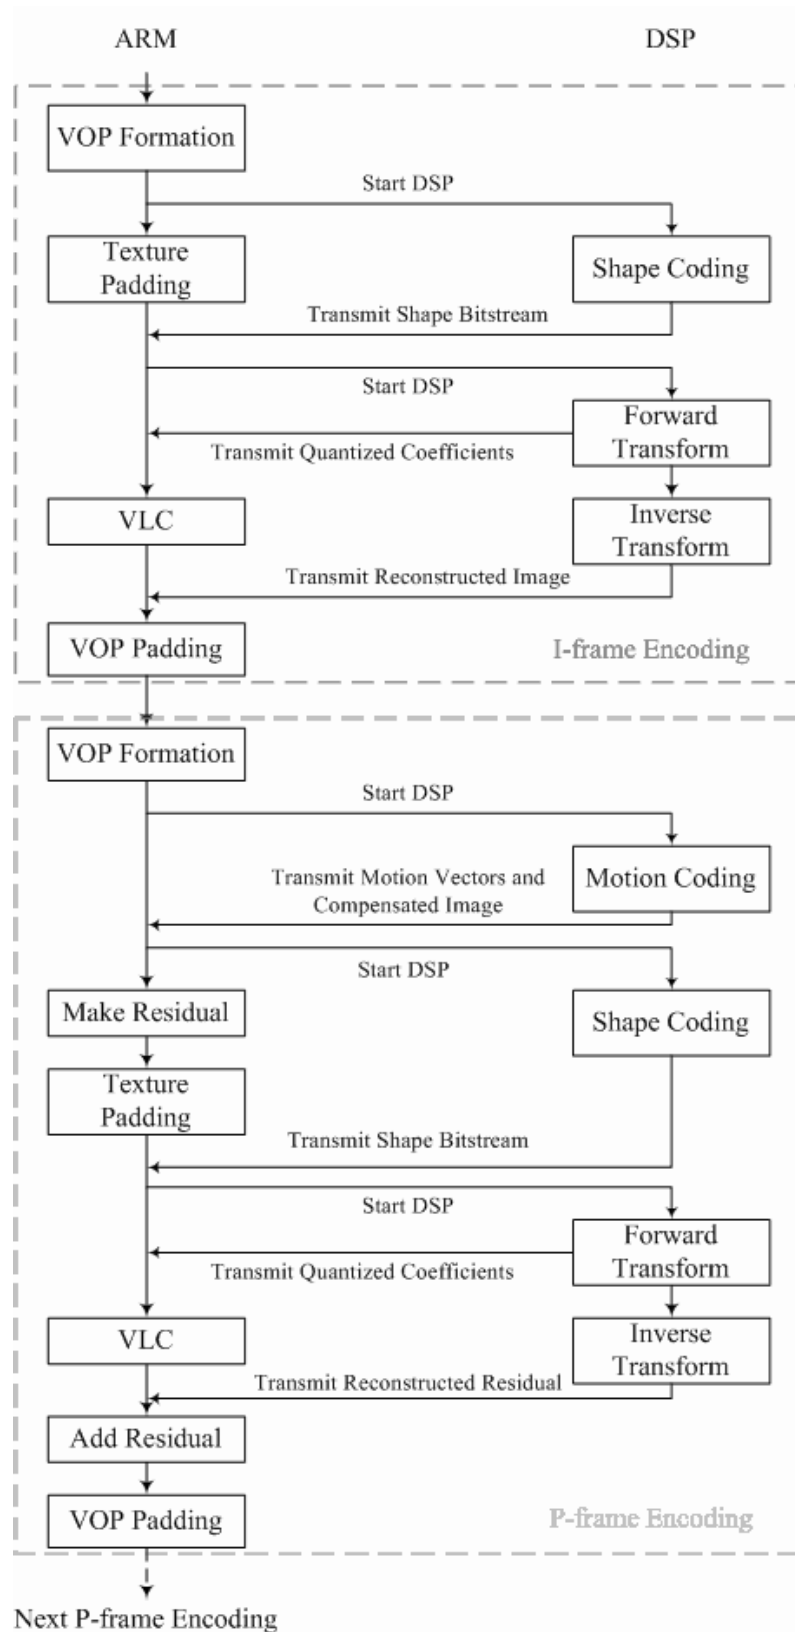 ARM
DSP
VOP Formation
Start DSP
Texture
Padding
Shape Coding
Transmit Shape Bitstream
Start DSP
Forward
Transform
Transmit Quantized Coefficients
VLC
Inverse
Transform
Transmit Reconstructed Image
VOP Padding
I-frame Encoding
VOP Formation
Start DSP
Motion Coding
Transmit Motion Vectors and
Compensated Image
Start DSP
Make Residual
Shape Coding
Texture
Padding
Transmit Shape Bitstream
Start DSP
Forward
Transform
Transmit Quantized Coefficients
VLC
Inverse
Transform
Transmit Reconstructed Residual
Add Residual
VOP Padding
P-frame Encoding
Next P-frame Encoding